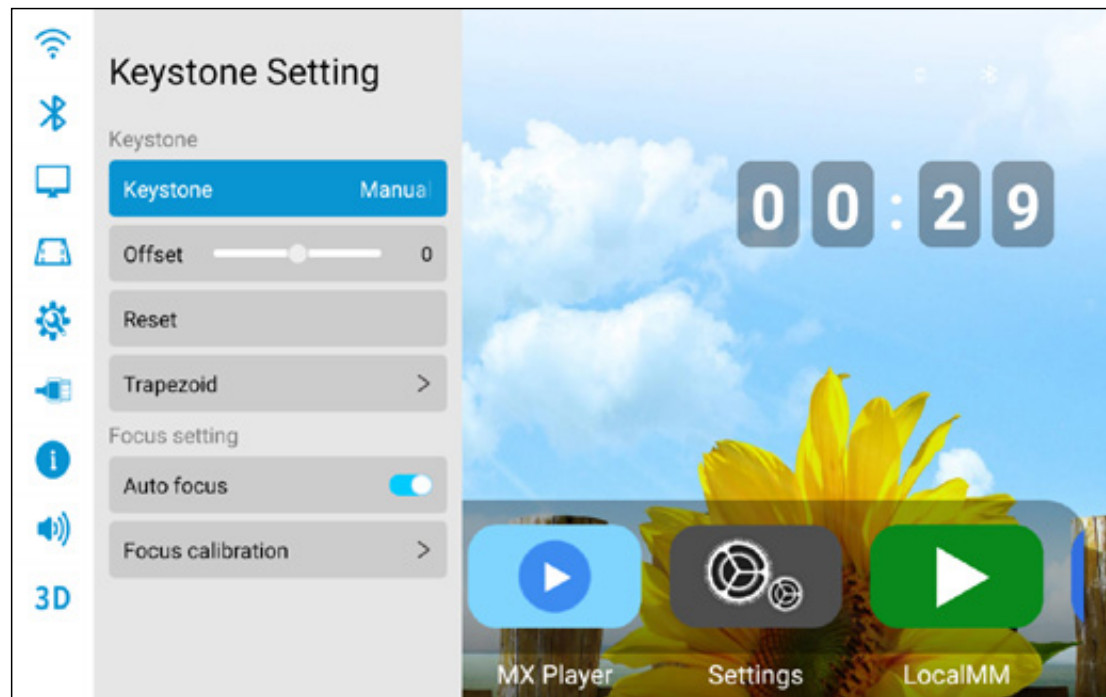 Keystone Setting
Keystone
Keystone Manual
Offset 0
Reset
Trapezoid >
Focus setting
Auto focus
Focus calibration >
3D
00:29
MX Player
Settings
LocalMM